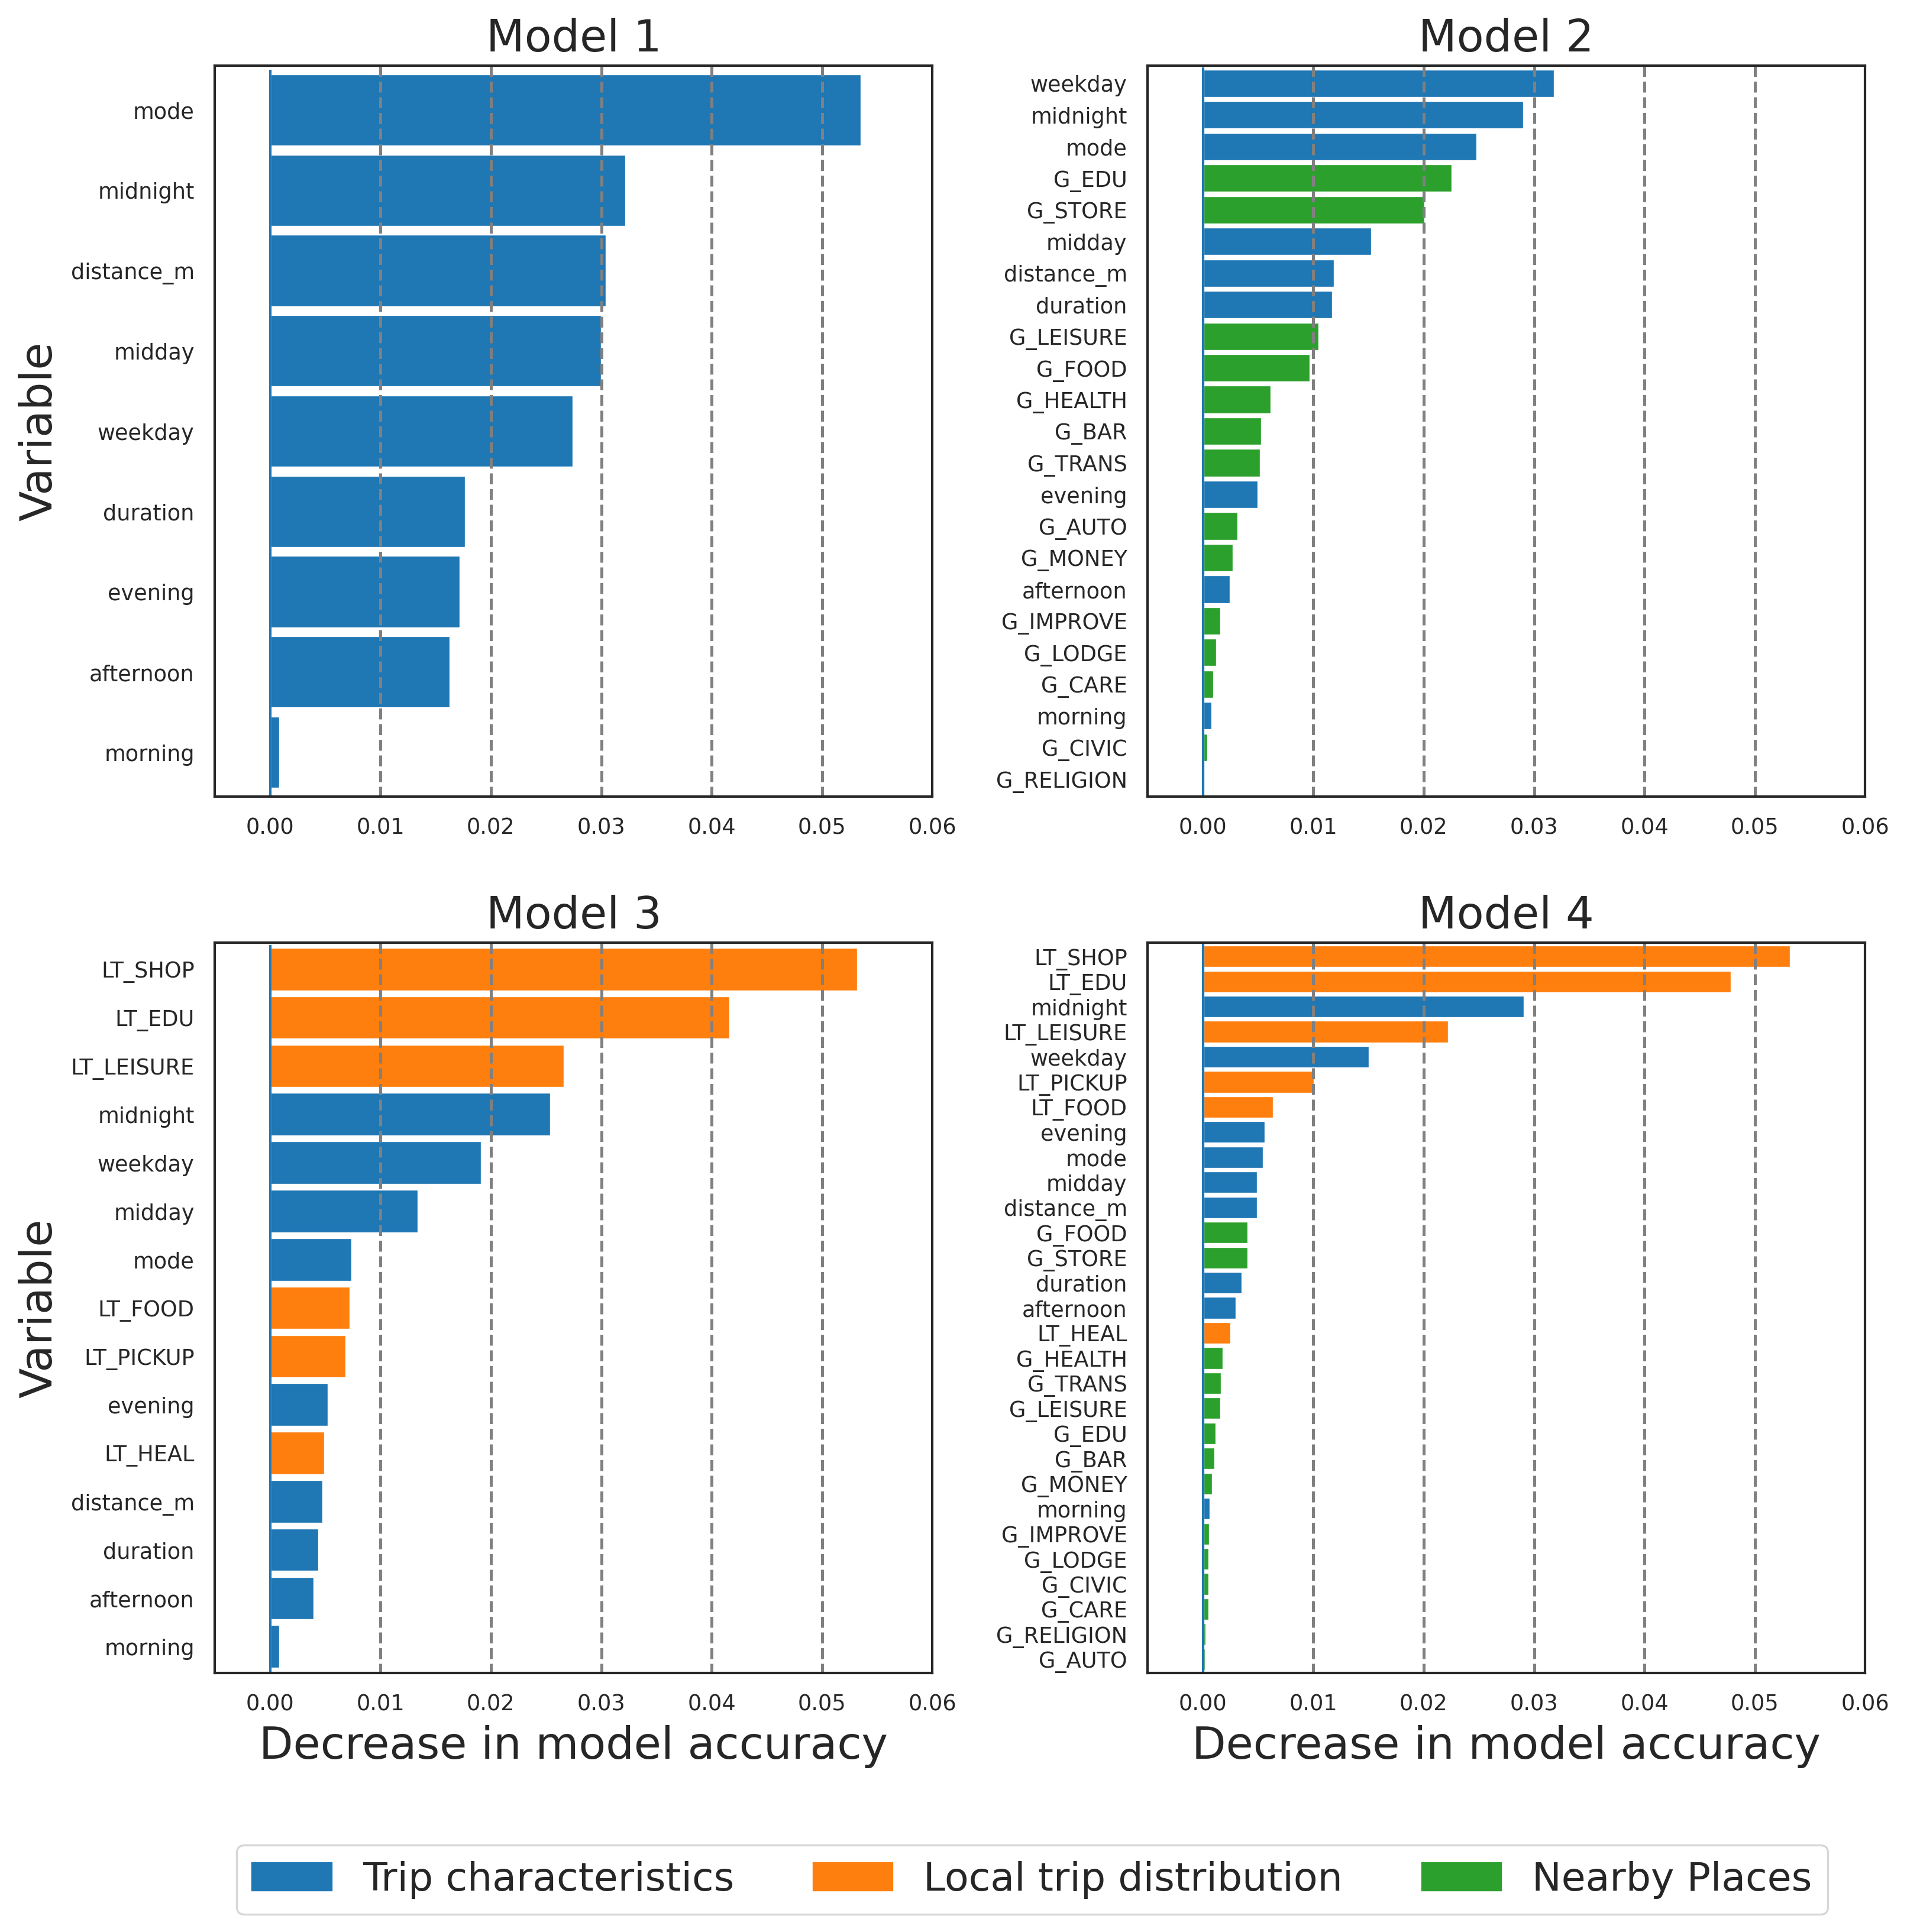 Model 1
Variable
mode
midnight
distance_m
midday
weekday
duration
evening
afternoon
morning
0.00 0.01 0.02 0.03 0.04 0.05 0.06
Model 2
weekday
midnight
mode
G_EDU
G_STORE
midday
distance_m
duration
G_LEISURE
G_FOOD
G_HEALTH
G_BAR
G_TRANS
evening
G_AUTO
G_MONEY
afternoon
G_IMPROVE
G_LODGE
G_CARE
morning
G_CIVIC
G_RELIGION
0.00 0.01 0.02 0.03 0.04 0.05 0.06
Model 3
Variable
LT_SHOP
LT_EDU
LT_LEISURE
midnight
weekday
midday
mode
LT_FOOD
LT_PICKUP
evening
LT_HEAL
distance_m
duration
afternoon
morning
0.00 0.01 0.02 0.03 0.04 0.05 0.06
Decrease in model accuracy
Model 4
LT_SHOP
LT_EDU
midnight
LT_LEISURE
weekday
LT_PICKUP
LT_FOOD
evening
mode
midday
distance_m
G_FOOD
G_STORE
duration
afternoon
LT_HEAL
G_HEALTH
G_TRANS
G_LEISURE
G_EDU
G_BAR
G_MONEY
morning
G_IMPROVE
G_LODGE
G_CIVIC
G_CARE
G_RELIGION
G_AUTO
0.00 0.01 0.02 0.03 0.04 0.05 0.06
Decrease in model accuracy
Trip characteristics Local trip distribution Nearby Places